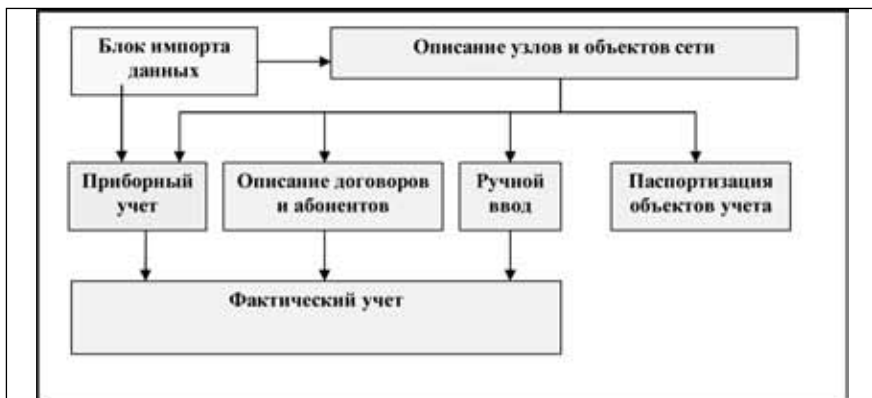 Блок импорта
данных
Описание узлов и объектов сети
Приборный
учет
Описание договоров
и абонентов
Ручной
ввод
Паспортизация
объектов учета
Фактический учет